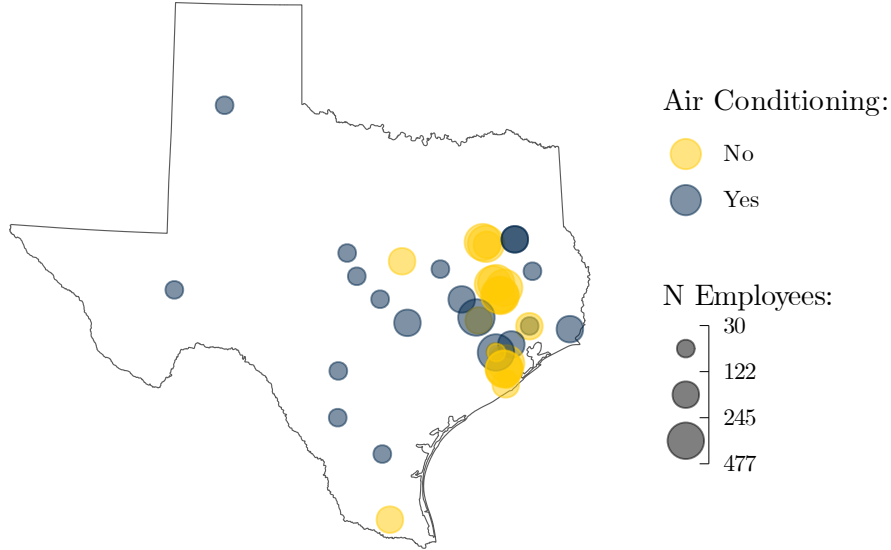 Air Conditioning:
No
Yes
N Employees:
30
122
245
477